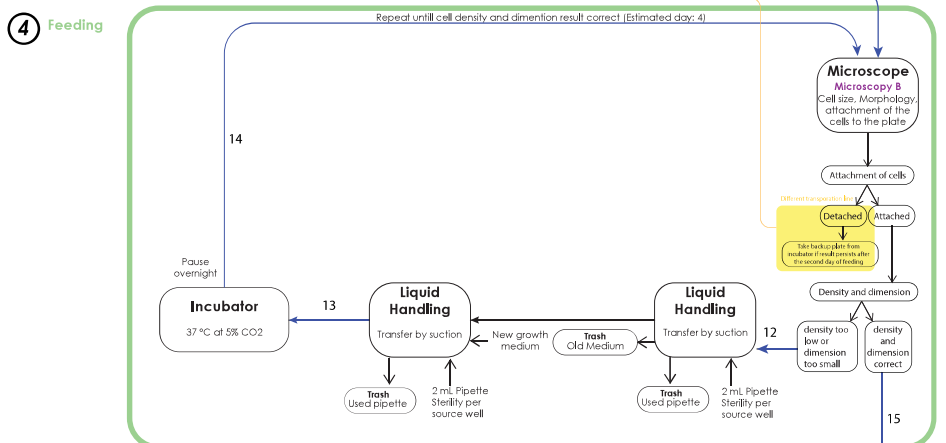 4 Feeding
Repeat untill cell density and dimention result correct (Estimated day: 4)
Microscope
Microscopy B
Cell size, Morphology,
attachment of the
cells to the plate
14
Attachment of cells
Different transporation line
Detached
Attached
Take backup plate from
incubator if result persists after
the second day of feeding
Pause
overnight
Incubator
37 °C at 5% CO2
13
Liquid
Handling
Transfer by suction
New growth
medium
Trash
Used pipette
2 mL Pipette
Sterility per
source well
Liquid
Handling
Transfer by suction
Trash
Old Medium
Trash
Used pipette
2 mL Pipette
Sterility per
source well
12
Density and dimension
density too
low or
dimension
too small
density
and
dimension
correct
15